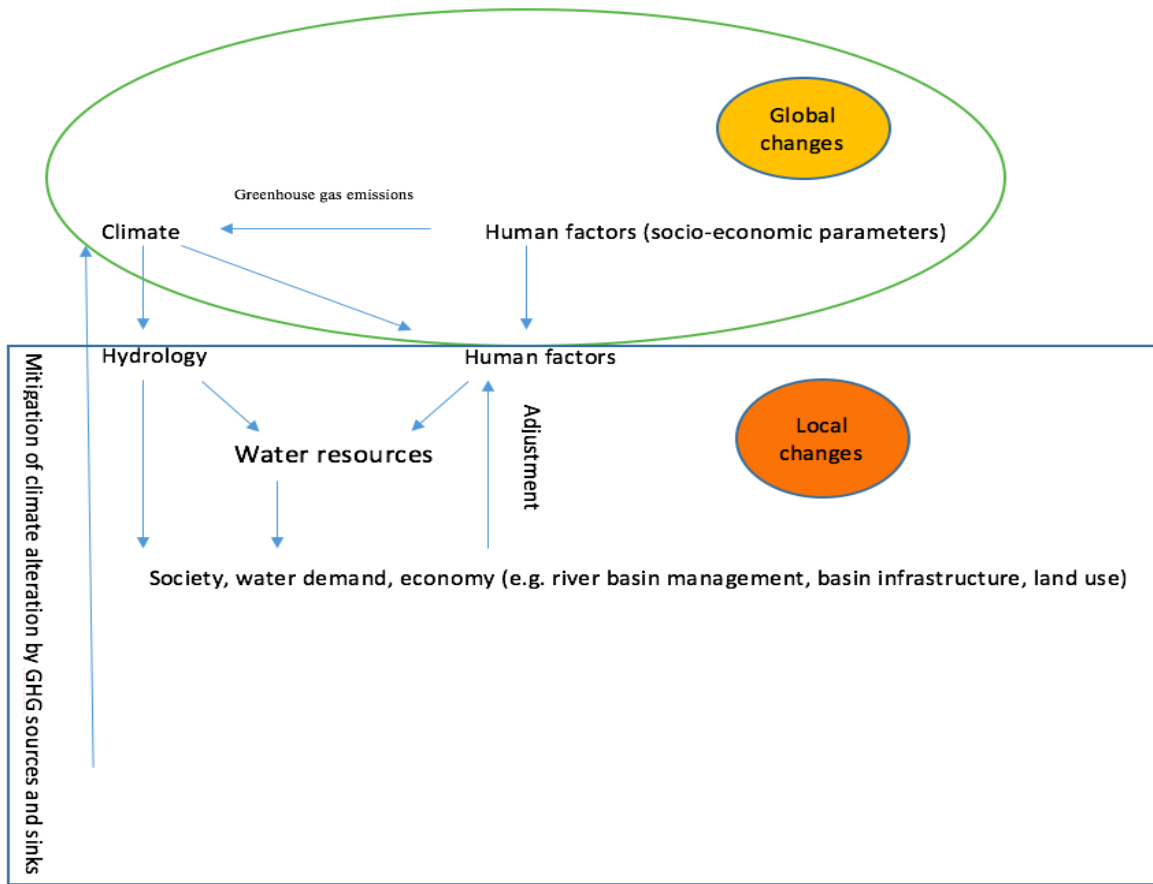 Global
changes
Greenhouse gas emissions
Climate
Human factors (socio-economic parameters)
Hydrology
Human factors
Mitigation of climate alteration by GHG sources and sinks
Adjustment
Local
changes
Water resources
Society, water demand, economy (e.g. river basin management, basin infrastructure, land use)